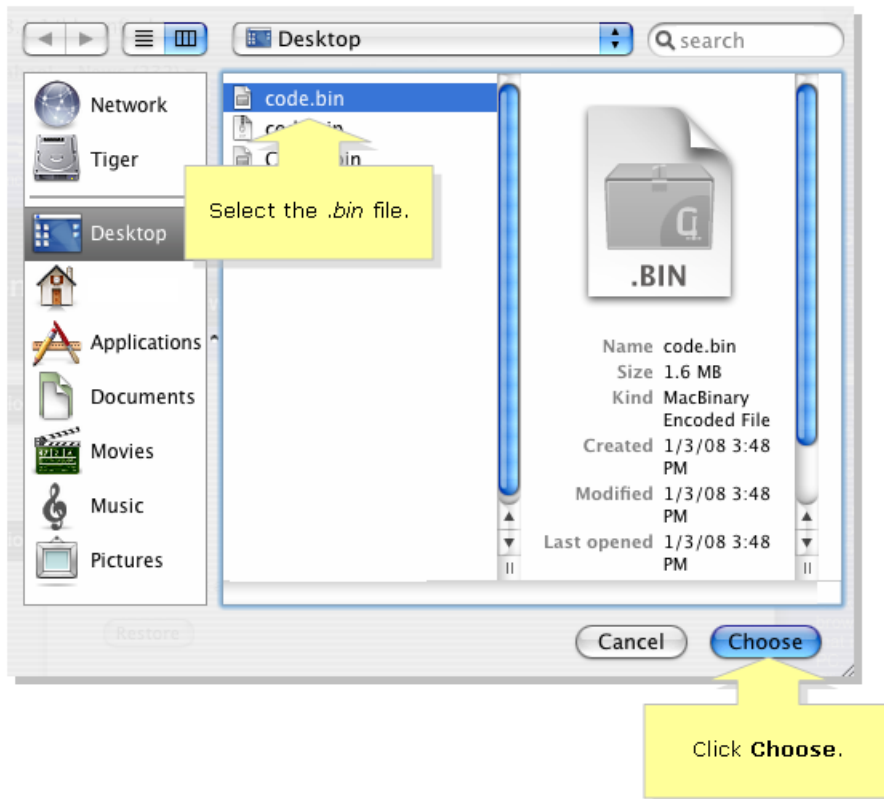 Desktop
search
Network
Tiger
Desktop
Applications
Documents
Movies
Music
Pictures
code.bin
Select the .bin file.
.BIN
Name code.bin
Size 1.6 MB
Kind MacBinary
Encoded File
Created 1/3/08 3:48
PM
Modified 1/3/08 3:48
PM
Last opened 1/3/08 3:48
PM
Restore
Cancel
Choose
Click Choose.